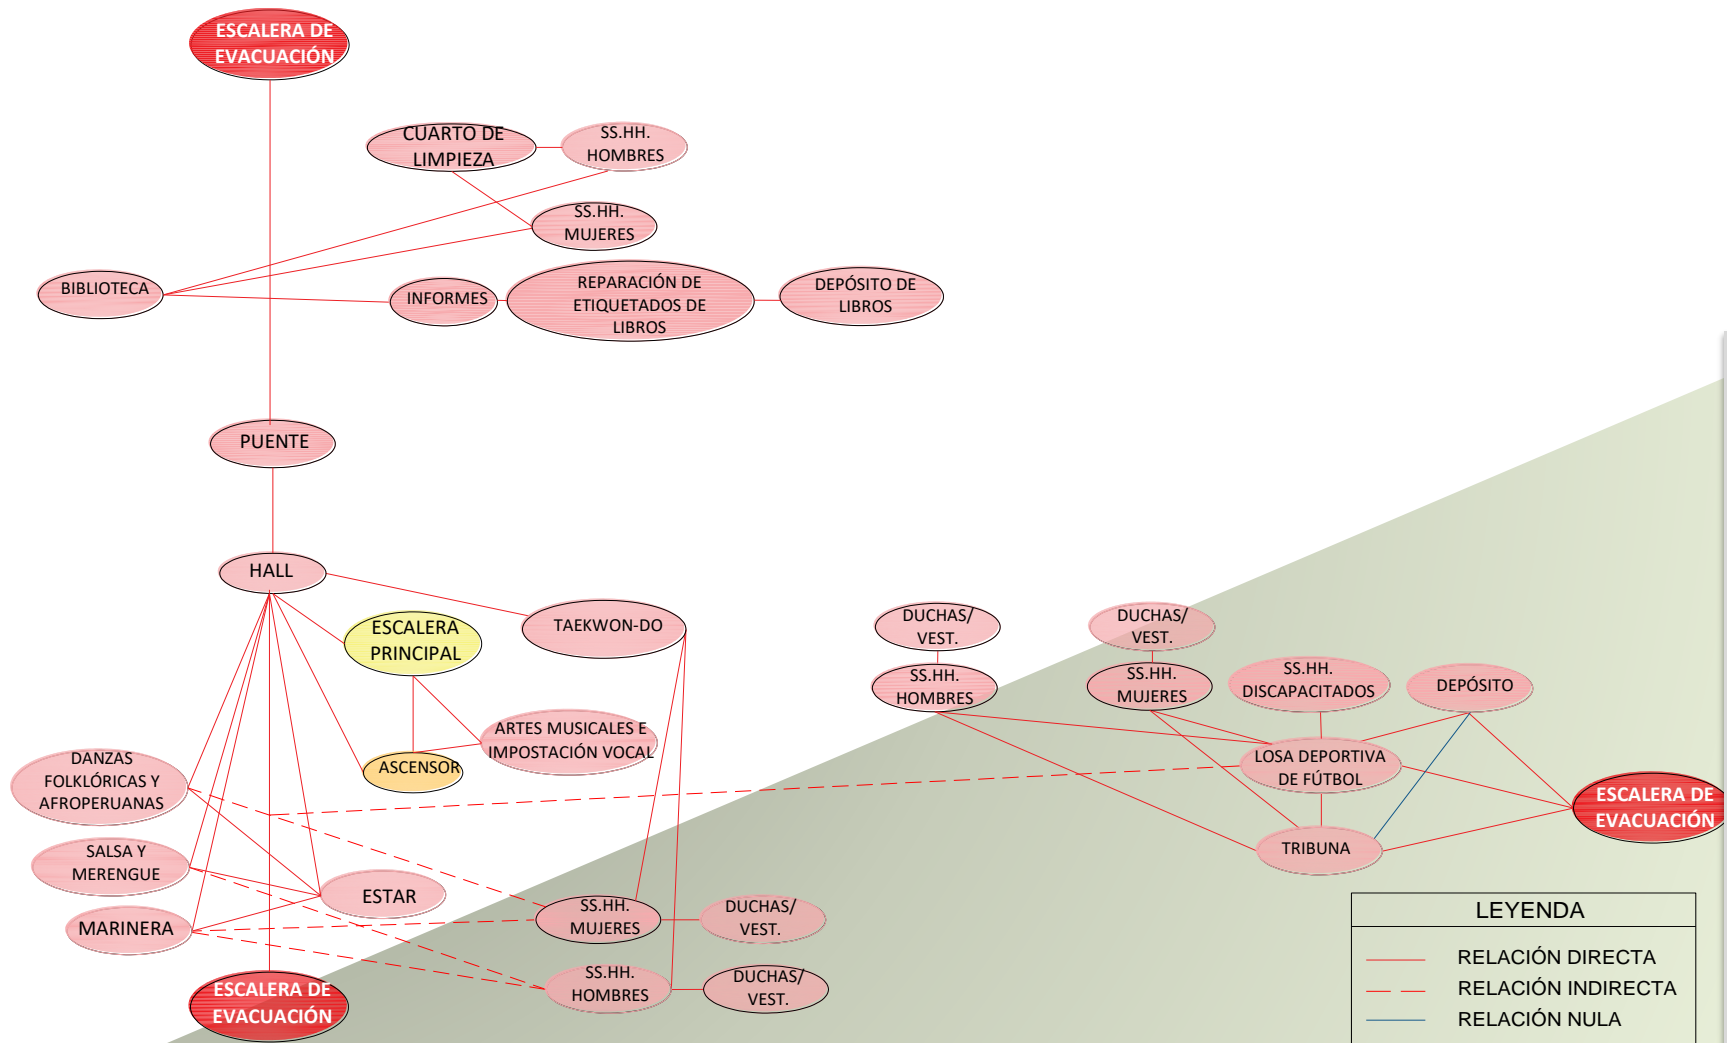 ESCALERA DE
EVACUACIÓN
CUARTO DE
LIMPIEZA
SS.HH.
HOMBRES
SS.HH.
MUJERES
BIBLIOTECA
INFORMES
REPARACIÓN DE
ETIQUETADOS DE
LIBROS
DEPÓSITO DE
LIBROS
PUENTE
HALL
ESCALERA
PRINCIPAL
TAEKWON-DO
DUCHAS/
VEST.
DUCHAS/
VEST.
SS.HH.
HOMBRES
SS.HH.
MUJERES
SS.HH.
DISCAPACITADOS
DEPÓSITO
ARTES MUSICALES E
IMPOSTACIÓN VOCAL
ASCENSOR
DANZAS
FOLKLÓRICAS Y
AFROPERUANAS
LOSA DEPORTIVA
DE FÚTBOL
ESCALERA DE
EVACUACIÓN
SALSA Y
MERENGUE
TRIBUNA
ESTAR
MARINERA
SS.HH.
MUJERES
DUCHAS/
VEST.
SS.HH.
HOMBRES
DUCHAS/
VEST.
ESCALERA DE
EVACUACIÓN
LEYENDA
RELACIÓN DIRECTA
RELACIÓN INDIRECTA
RELACIÓN NULA